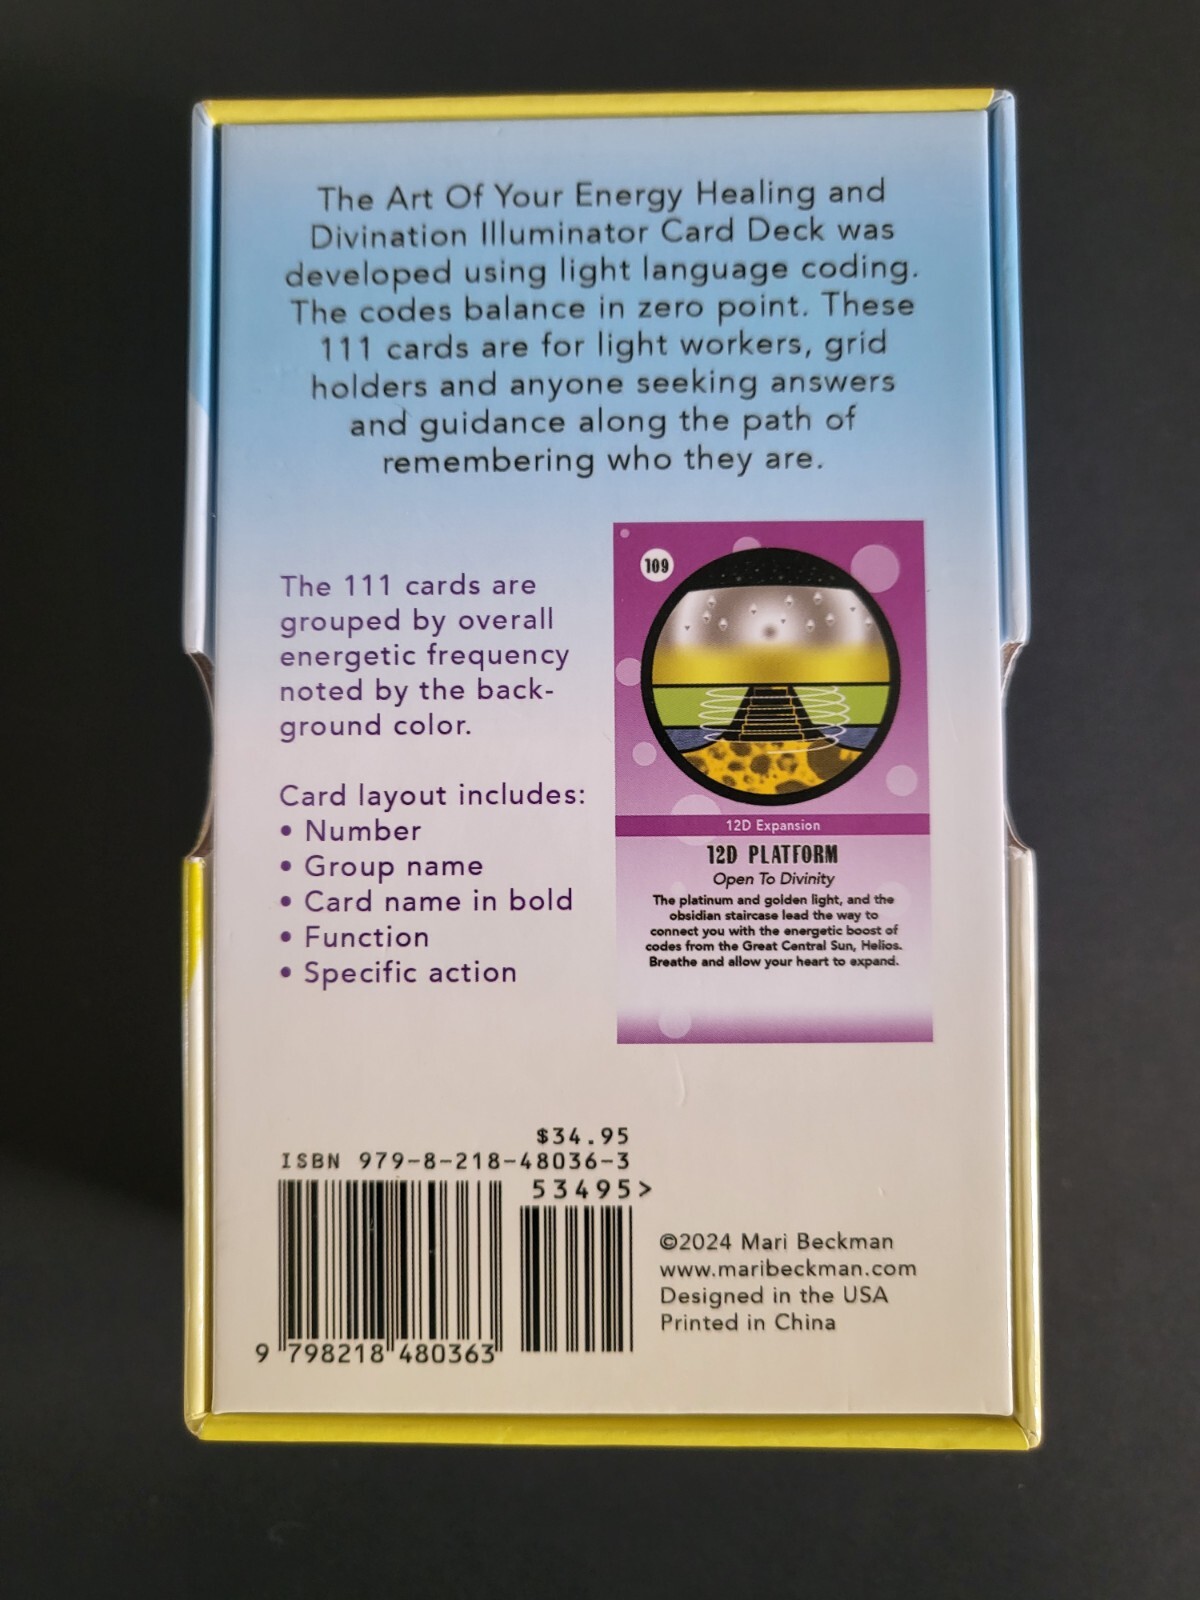 The Art Of Your Energy Healing and
Divination Illuminator Card Deck was
developed using light language coding.
The codes balance in zero point. These
111 cards are for light workers, grid
holders and anyone seeking answers
and guidance along the path of
remembering who they are.
The 111 cards are
grouped by overall
energetic frequency
noted by the back-
ground color.
Card layout includes:
• Number
• Group name
• Card name in bold
• Function
• Specific action
109
12D Expansion
12D PLATFORM
Open To Divinity
The platinum and golden light, and the
obsidian staircase lead the way to
connect you with the energetic boost of
codes from the Great Central Sun, Helios.
Breathe and allow your heart to expand.
$34.95
ISBN 979-8-218-48036-3
53495>
9 798218 480363
©2024 Mari Beckman
www.maribeckman.com
Designed in the USA
Printed in China